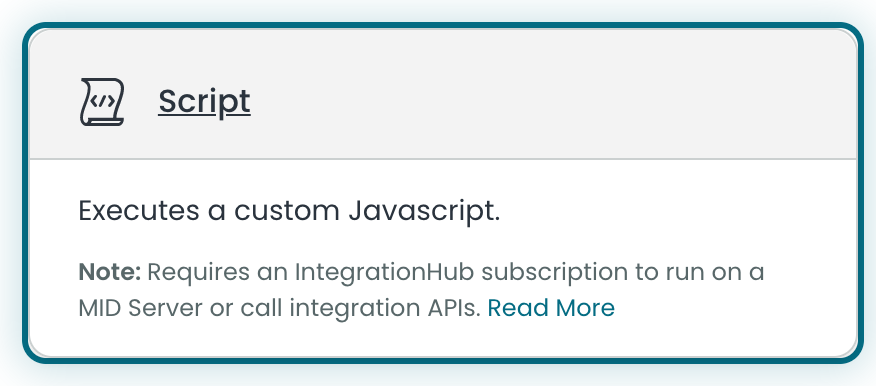 Script
Executes a custom Javascript.
Note: Requires an IntegrationHub subscription to run on a
MID Server or call integration APIs. Read More